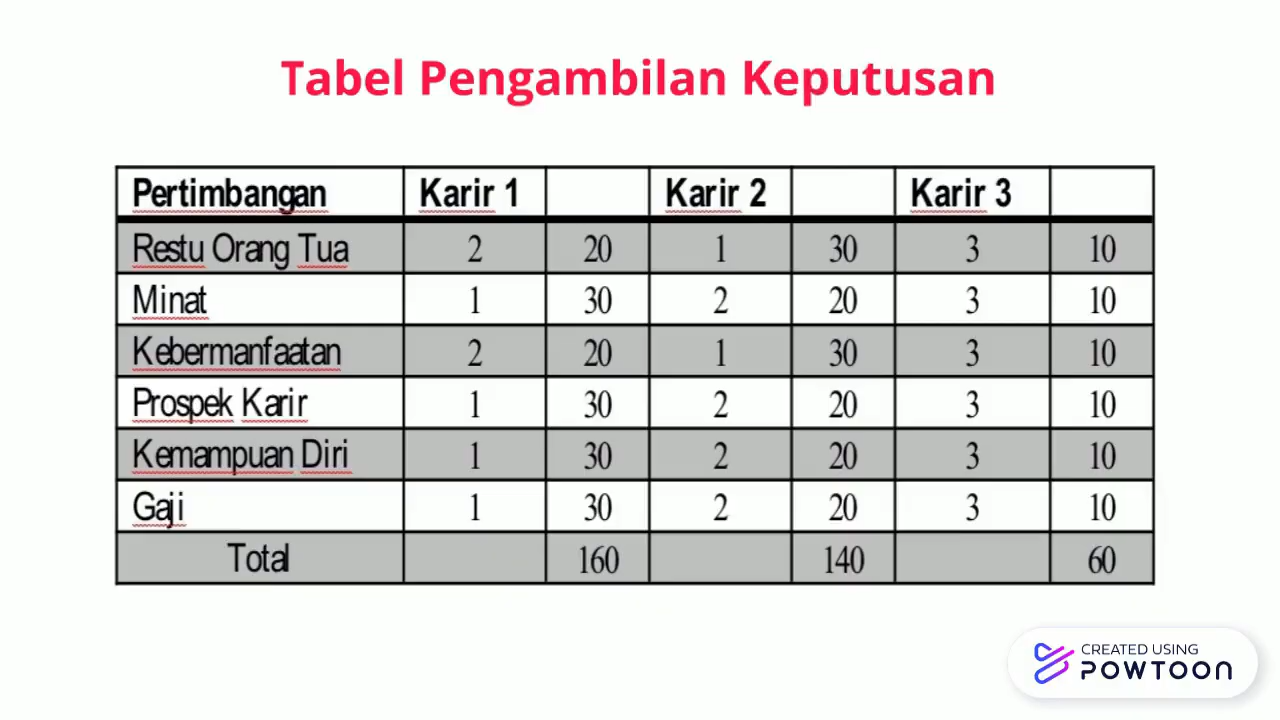 Tabel Pengambilan Keputusan
Pertimbangan Karir 1 Karir 2 Karir 3
Restu Orang Tua 2 20 1 30 3 10
Minat 1 30 2 20 3 10
Kebermanfaatan 2 20 1 30 3 10
Prospek Karir 1 30 2 20 3 10
Kemampuan Diri 1 30 2 20 3 10
Gaji 1 30 2 20 3 10
Total 160 140 60
CREATED USING
POWTOON